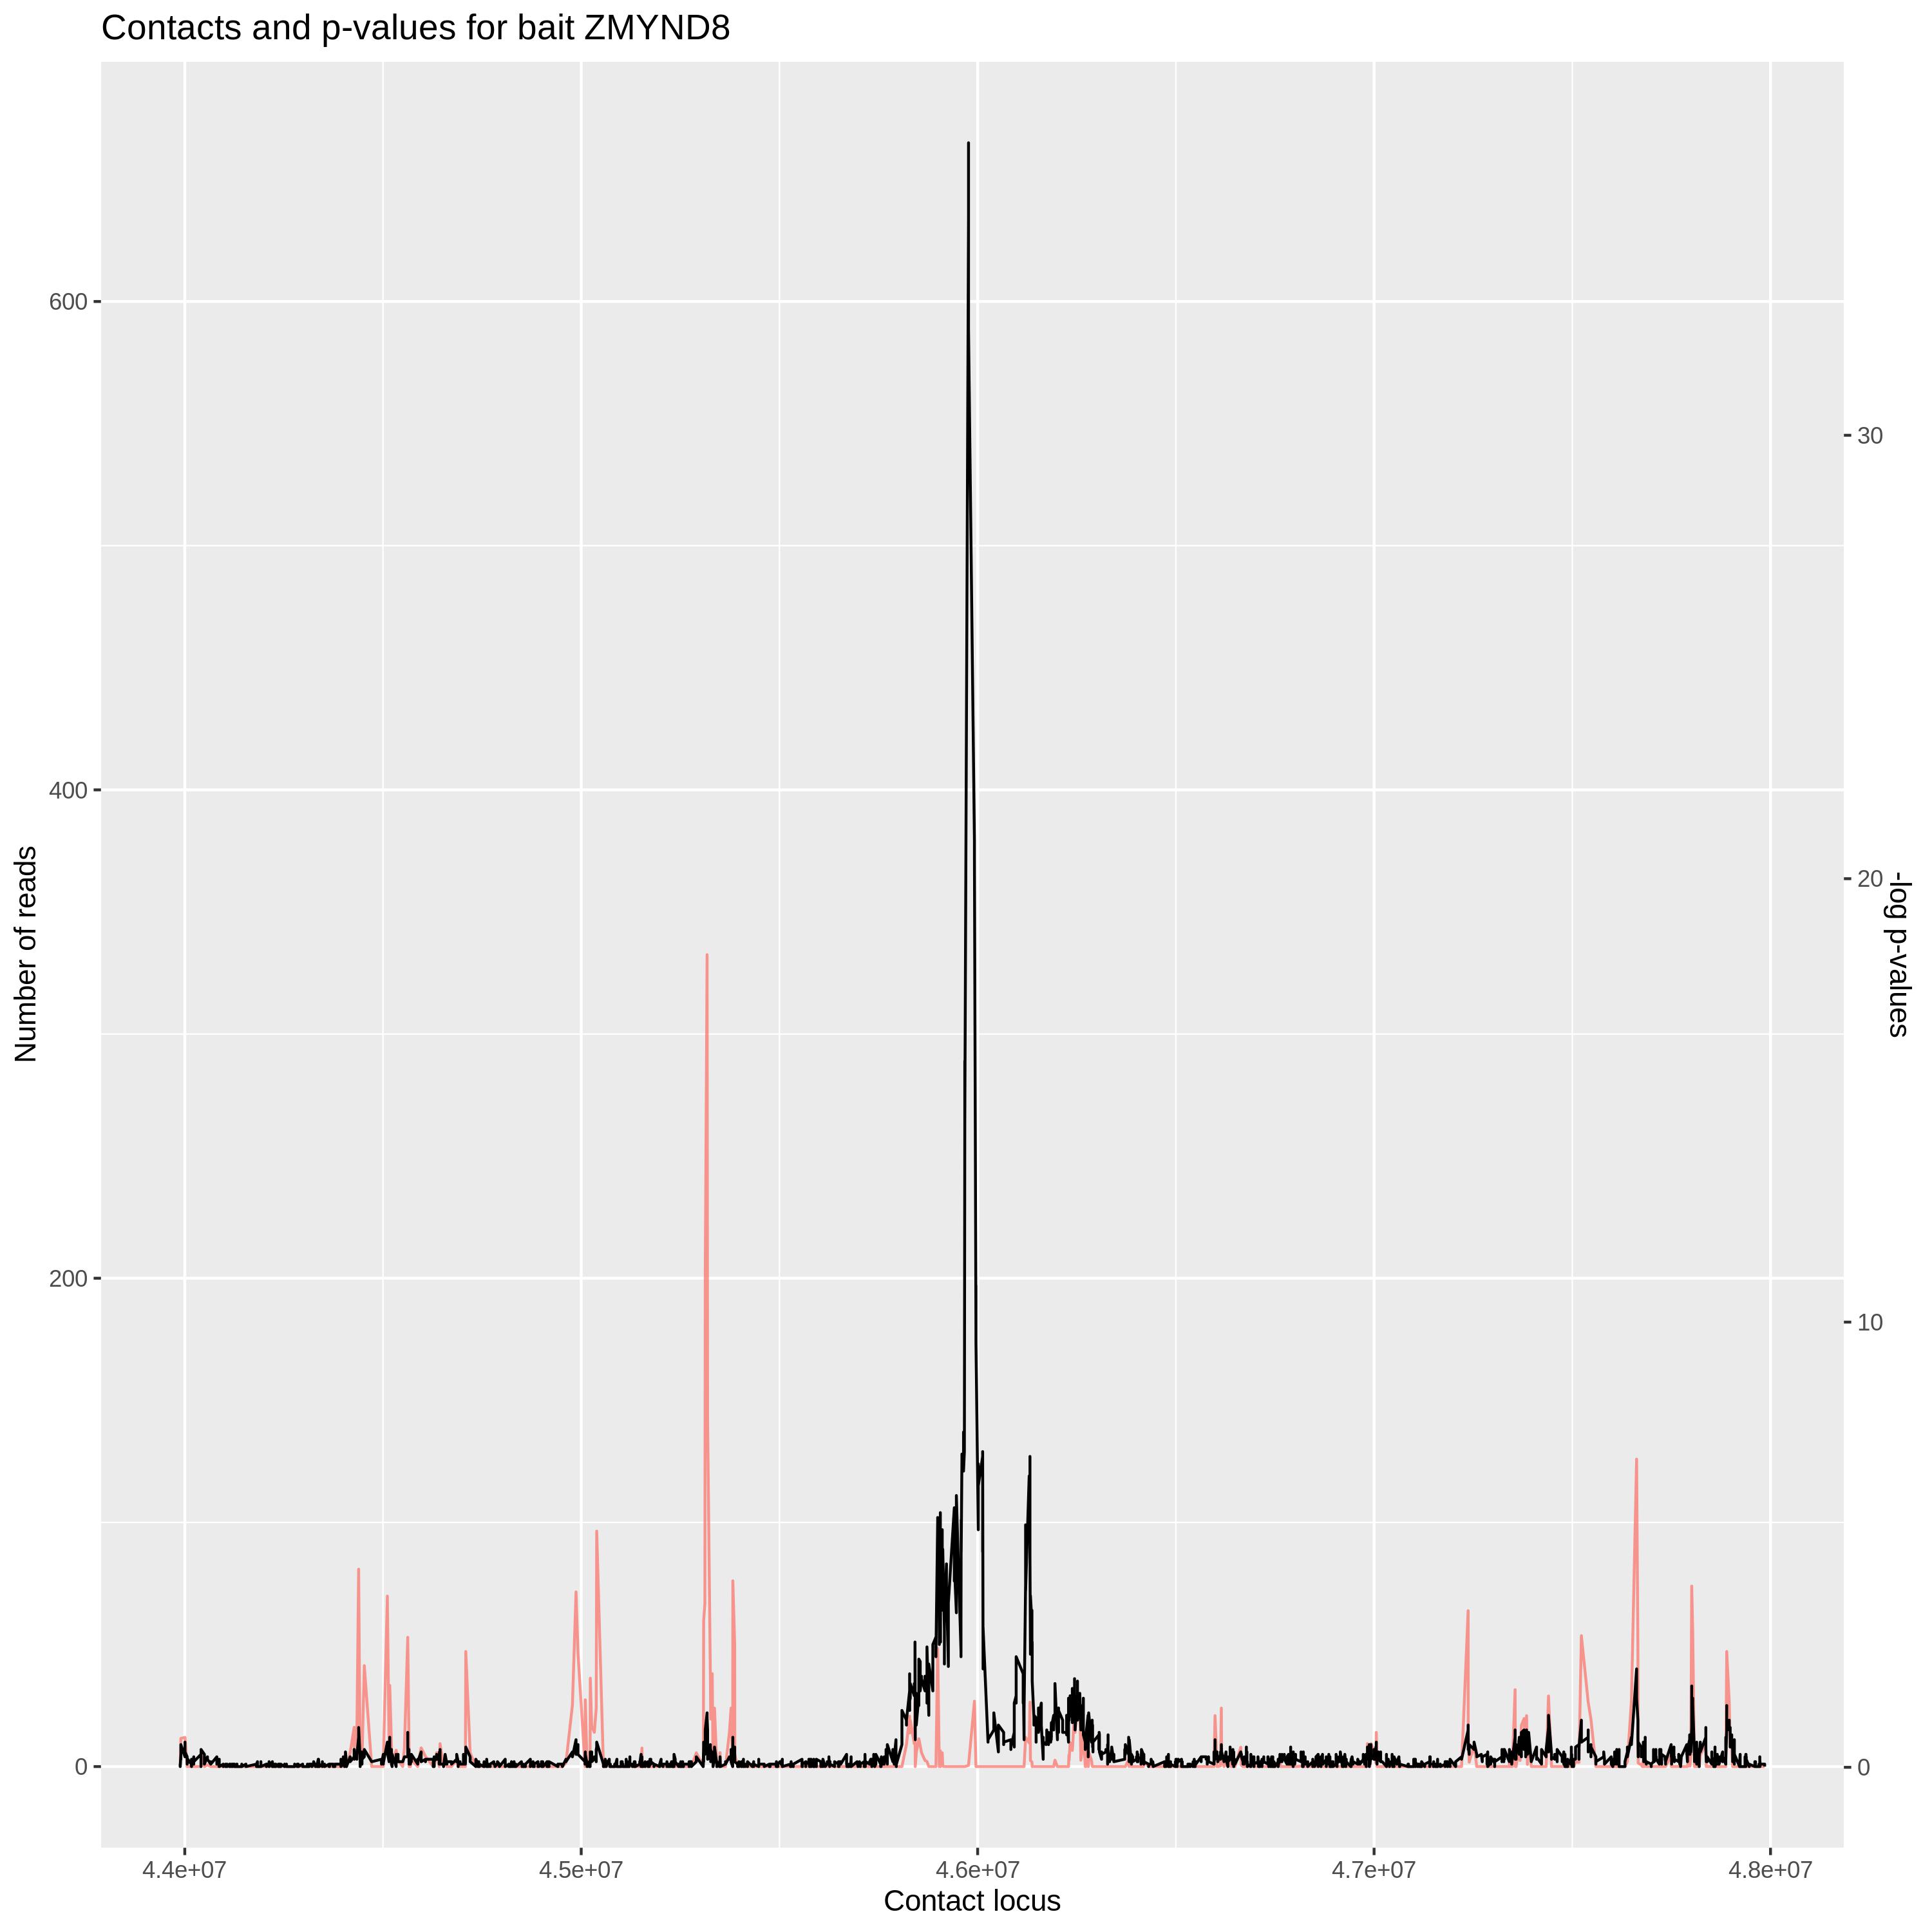 Contacts and p-values for bait ZMYND8
Number of reads
600
400
200
0
30
20
10
0
-log p-values
4.4e+07
4.5e+07
4.6e+07
4.7e+07
4.8e+07
Contact locus